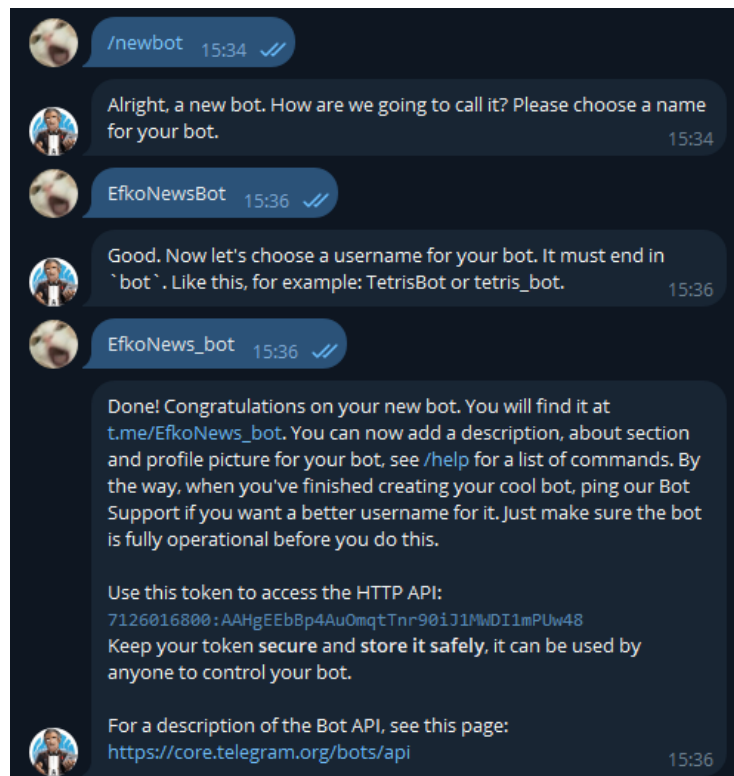 /newbot 15:34
Alright, a new bot. How are we going to call it? Please choose a name
for your bot.
15:34
EfkoNewsBot 15:36
Good. Now let's choose a username for your bot. It must end in
`bot`. Like this, for example: TetrisBot or tetris_bot.
15:36
EfkoNews_bot 15:36
Done! Congratulations on your new bot. You will find it at
t.me/EfkoNews_bot. You can now add a description, about section
and profile picture for your bot, see /help for a list of commands. By
the way, when you've finished creating your cool bot, ping our Bot
Support if you want a better username for it. Just make sure the bot
is fully operational before you do this.
Use this token to access the HTTP API:
7126016800:AAHgEEbBp4AuOmqtTnr90iJ1MWDI1mPUw48
Keep your token secure and store it safely, it can be used by
anyone to control your bot.
For a description of the Bot API, see this page:
https://core.telegram.org/bots/api
15:36